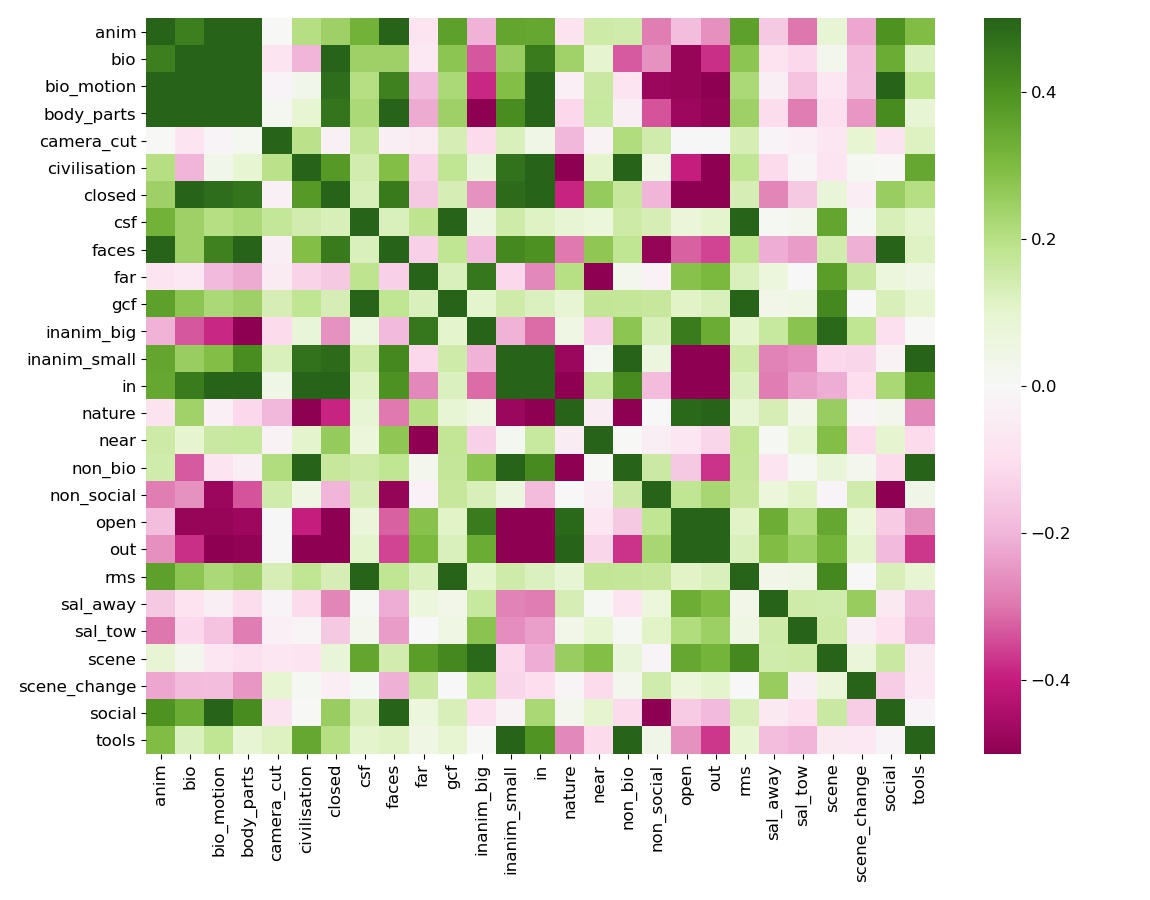 anim
bio
bio_motion
body_parts
camera_cut
civilisation
closed
csf
faces
far
gcf
inanim_big
inanim_small
in
nature
near
non_bio
non_social
open
out
rms
sal_away
sal_tow
scene
scene_change
social
tools
anim
bio
bio_motion
body_parts
camera_cut
civilisation
closed
csf
faces
far
gcf
inanim_big
inanim_small
in
nature
near
non_bio
non_social
open
out
rms
sal_away
sal_tow
scene
scene_change
social
tools
0.4
0.2
0.0
−0.2
−0.4